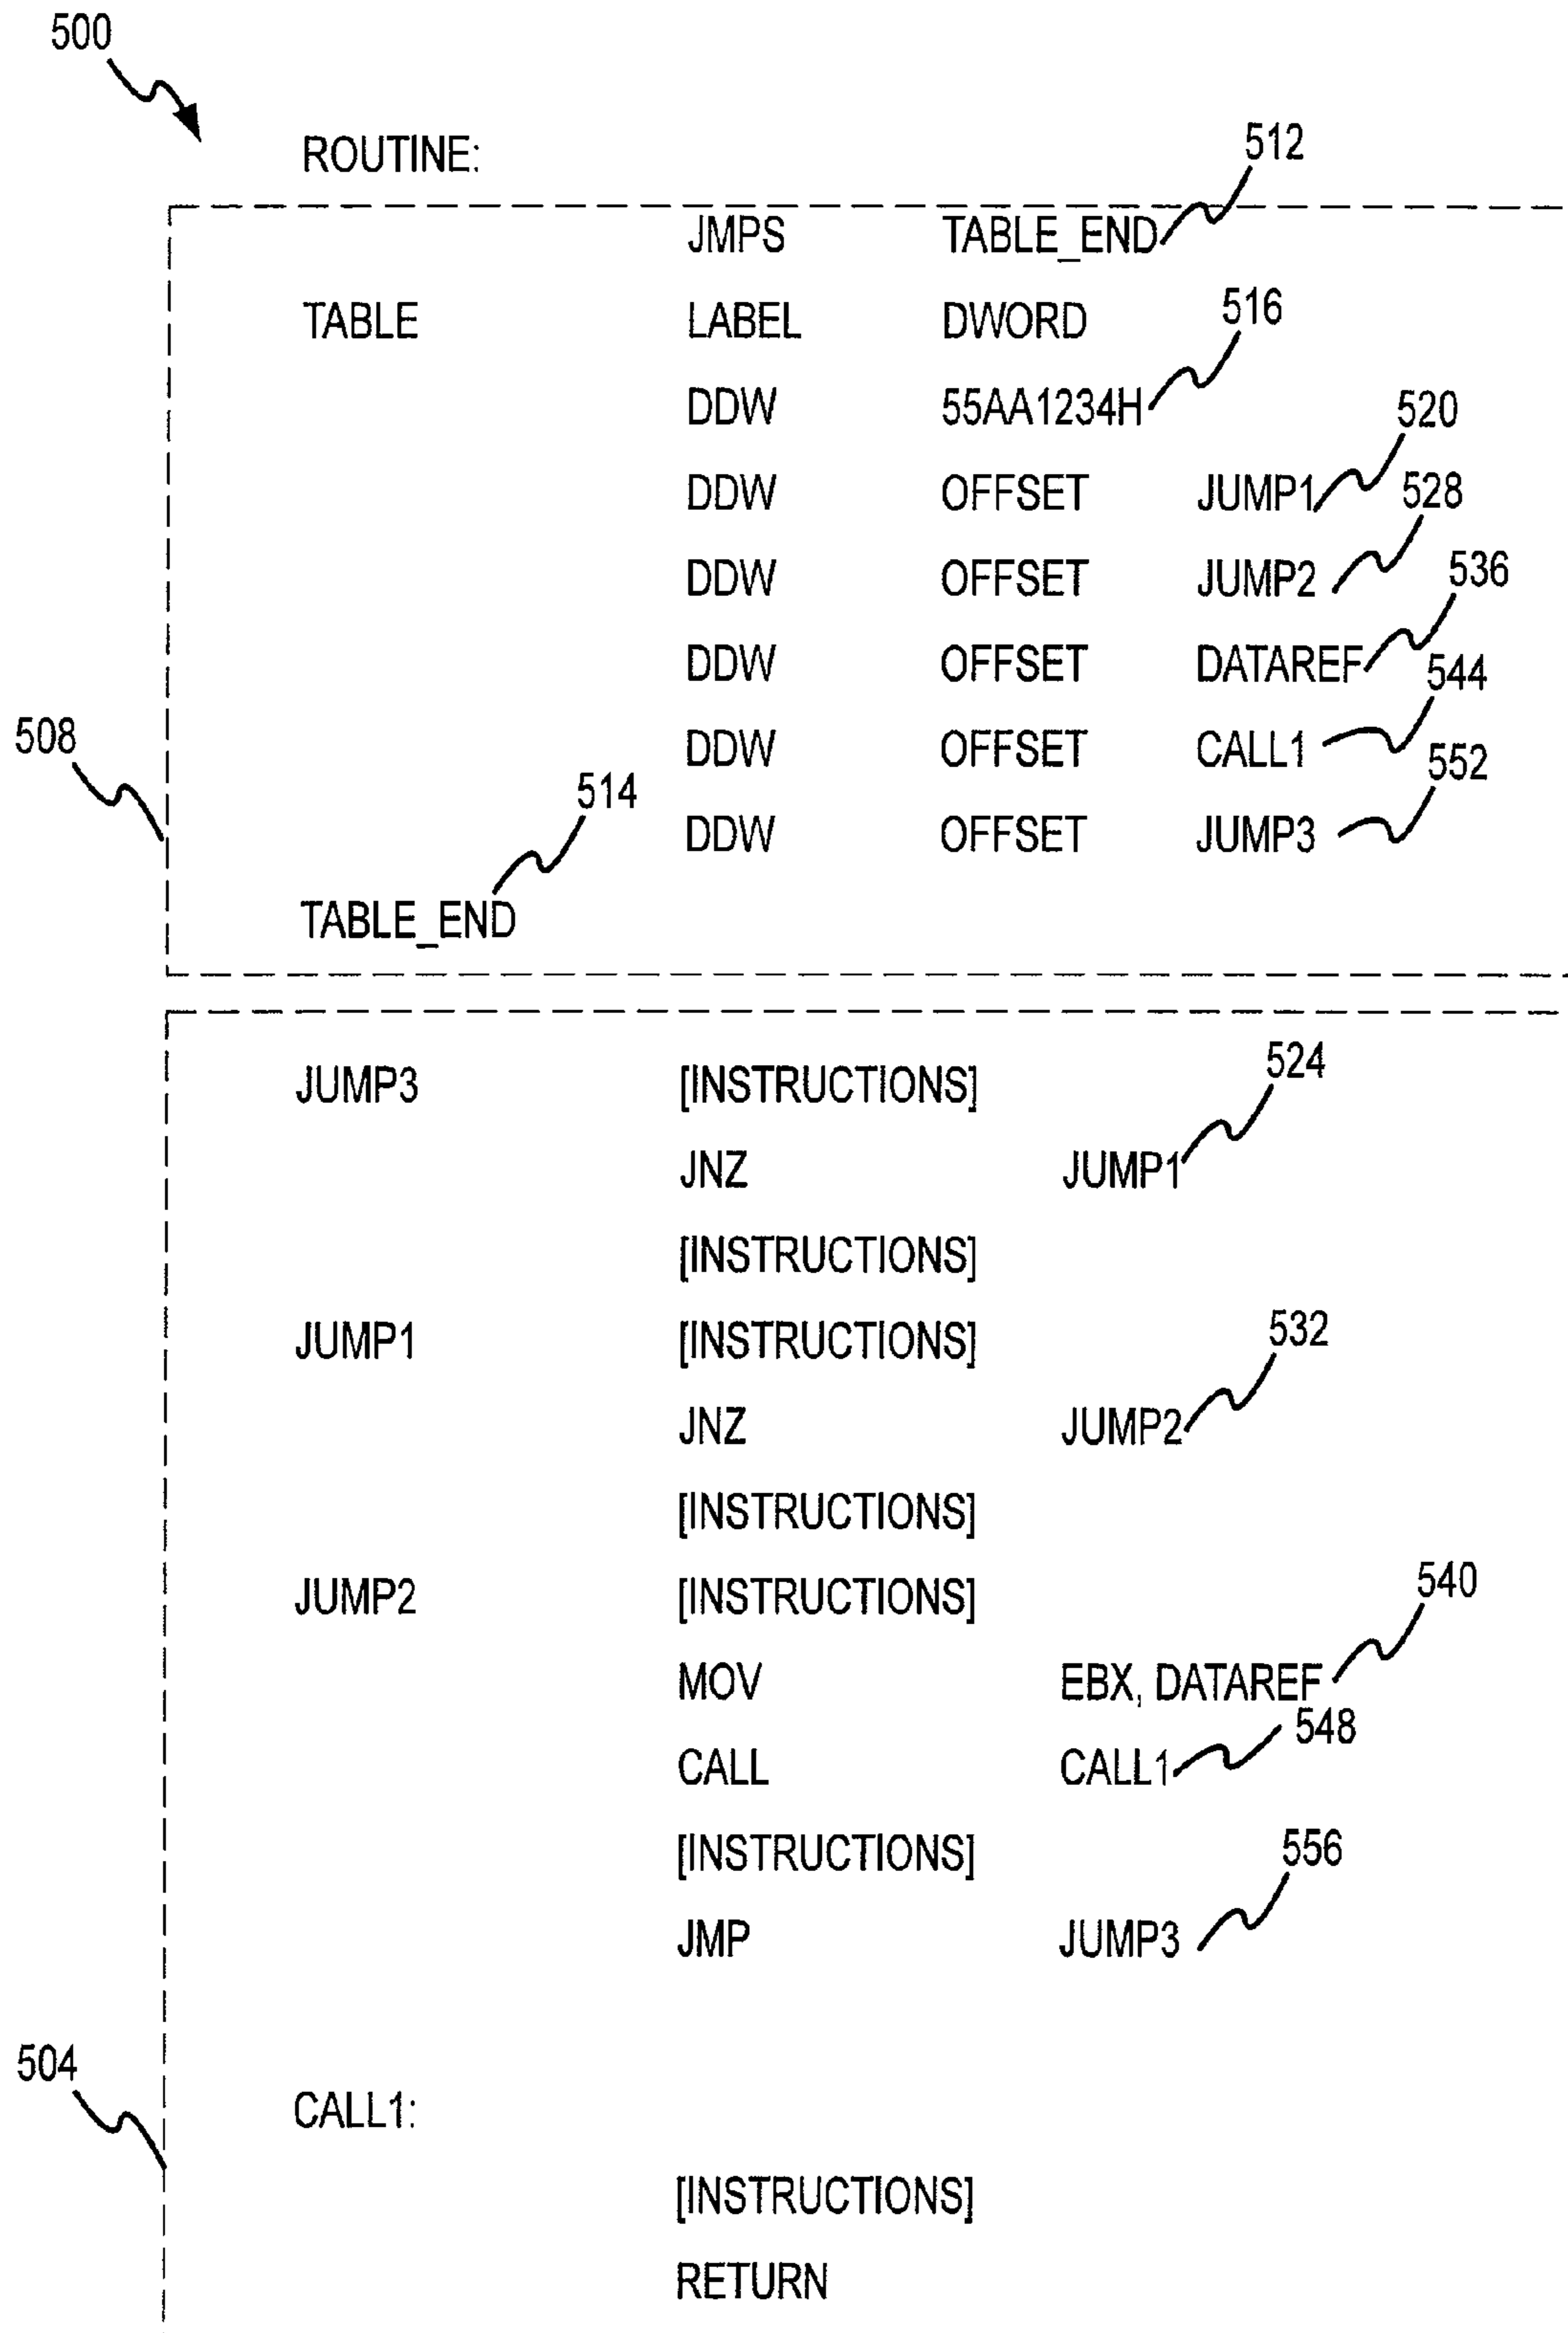 500
ROUTINE:
512
JMPS TABLE_END
TABLE LABEL DWORD
516
DDW 55AA1234H
520
DDW OFFSET JUMP1
528
DDW OFFSET JUMP2
536
DDW OFFSET DATAREF
544
508
DDW OFFSET CALL1
552
514
DDW OFFSET JUMP3
TABLE_END
524
JUMP3 [INSTRUCTIONS]
JNZ JUMP1
[INSTRUCTIONS]
532
JUMP1 [INSTRUCTIONS]
JNZ JUMP2
[INSTRUCTIONS]
540
JUMP2 [INSTRUCTIONS]
MOV EBX, DATAREF
548
CALL CALL1
556
[INSTRUCTIONS]
JMP JUMP3
504
CALL1:
[INSTRUCTIONS]
RETURN